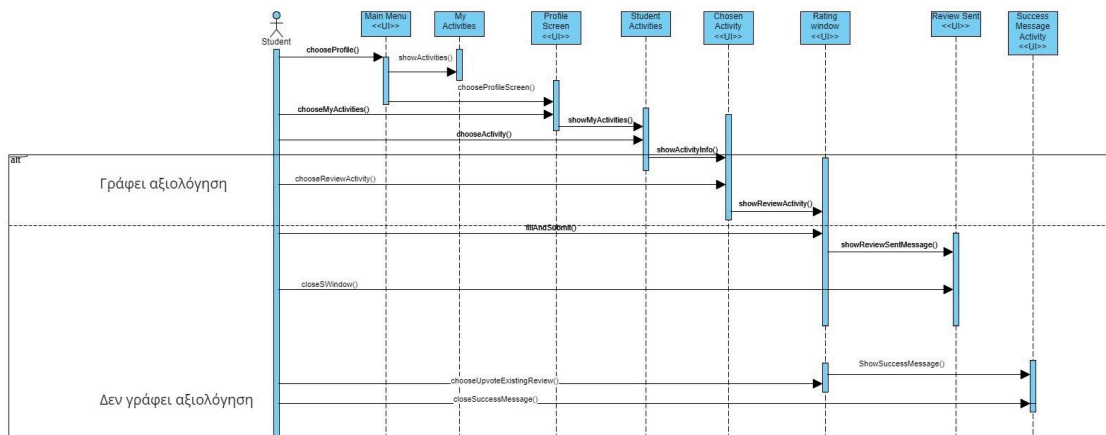 Student
Main Menu
<<UI>>
My
Activities
Profile
Screen
<<UI>>
Student
Activities
Chosen
Activity
<<UI>>
Rating
window
<<UI>>
Review Sent
<<UI>>
Success
Message
Activity
<<UI>>
chooseProfile()
showActivities()
chooseProfileScreen()
chooseMyActivities()
showMyActivities()
chooseActivity()
showActivityInfo()
alt
Γράφει αξιολόγηση
chooseReviewActivity()
showReviewActivity()
fillAndSubmit()
showReviewSentMessage()
closeSWindow()
ShowSuccessMessage()
chooseUpvoteExistingReview()
Δεν γράφει αξιολόγηση
closeSuccessMessage()